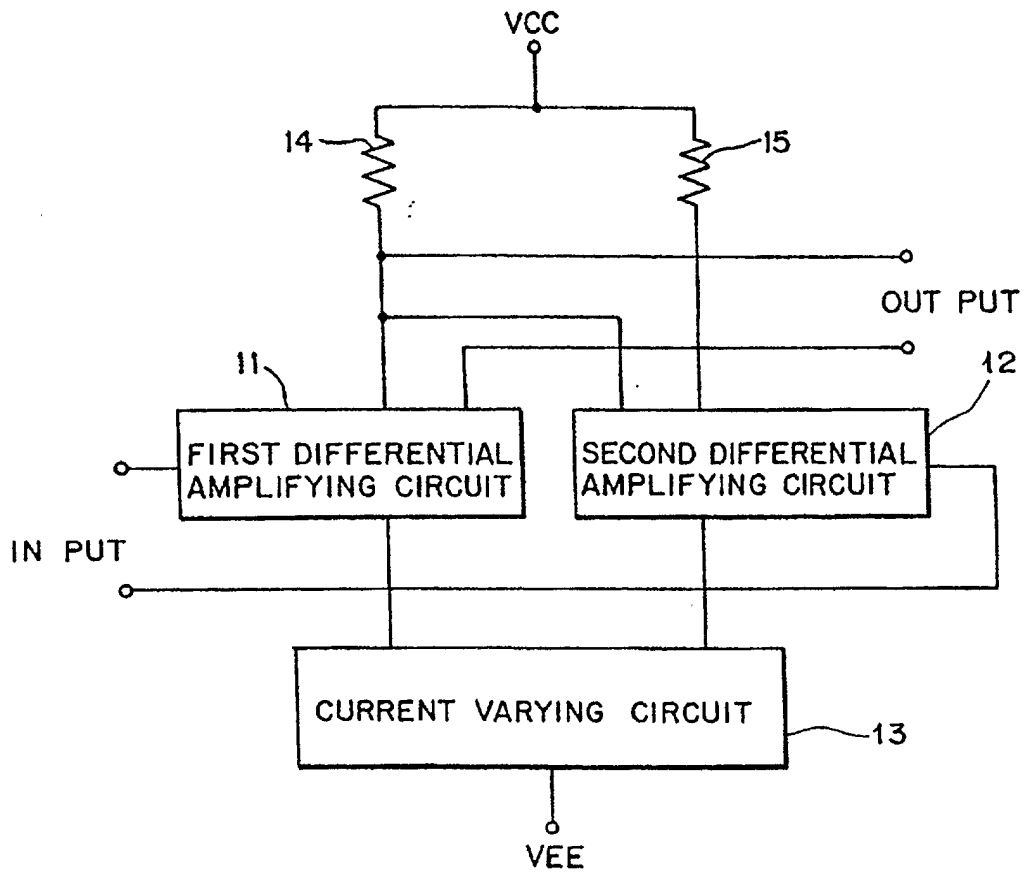 VCC
14
15
OUT PUT
11
12
FIRST DIFFERENTIAL
AMPLIFYING CIRCUIT
SECOND DIFFERENTIAL
AMPLIFYING CIRCUIT
IN PUT
CURRENT VARYING CIRCUIT
13
VEE